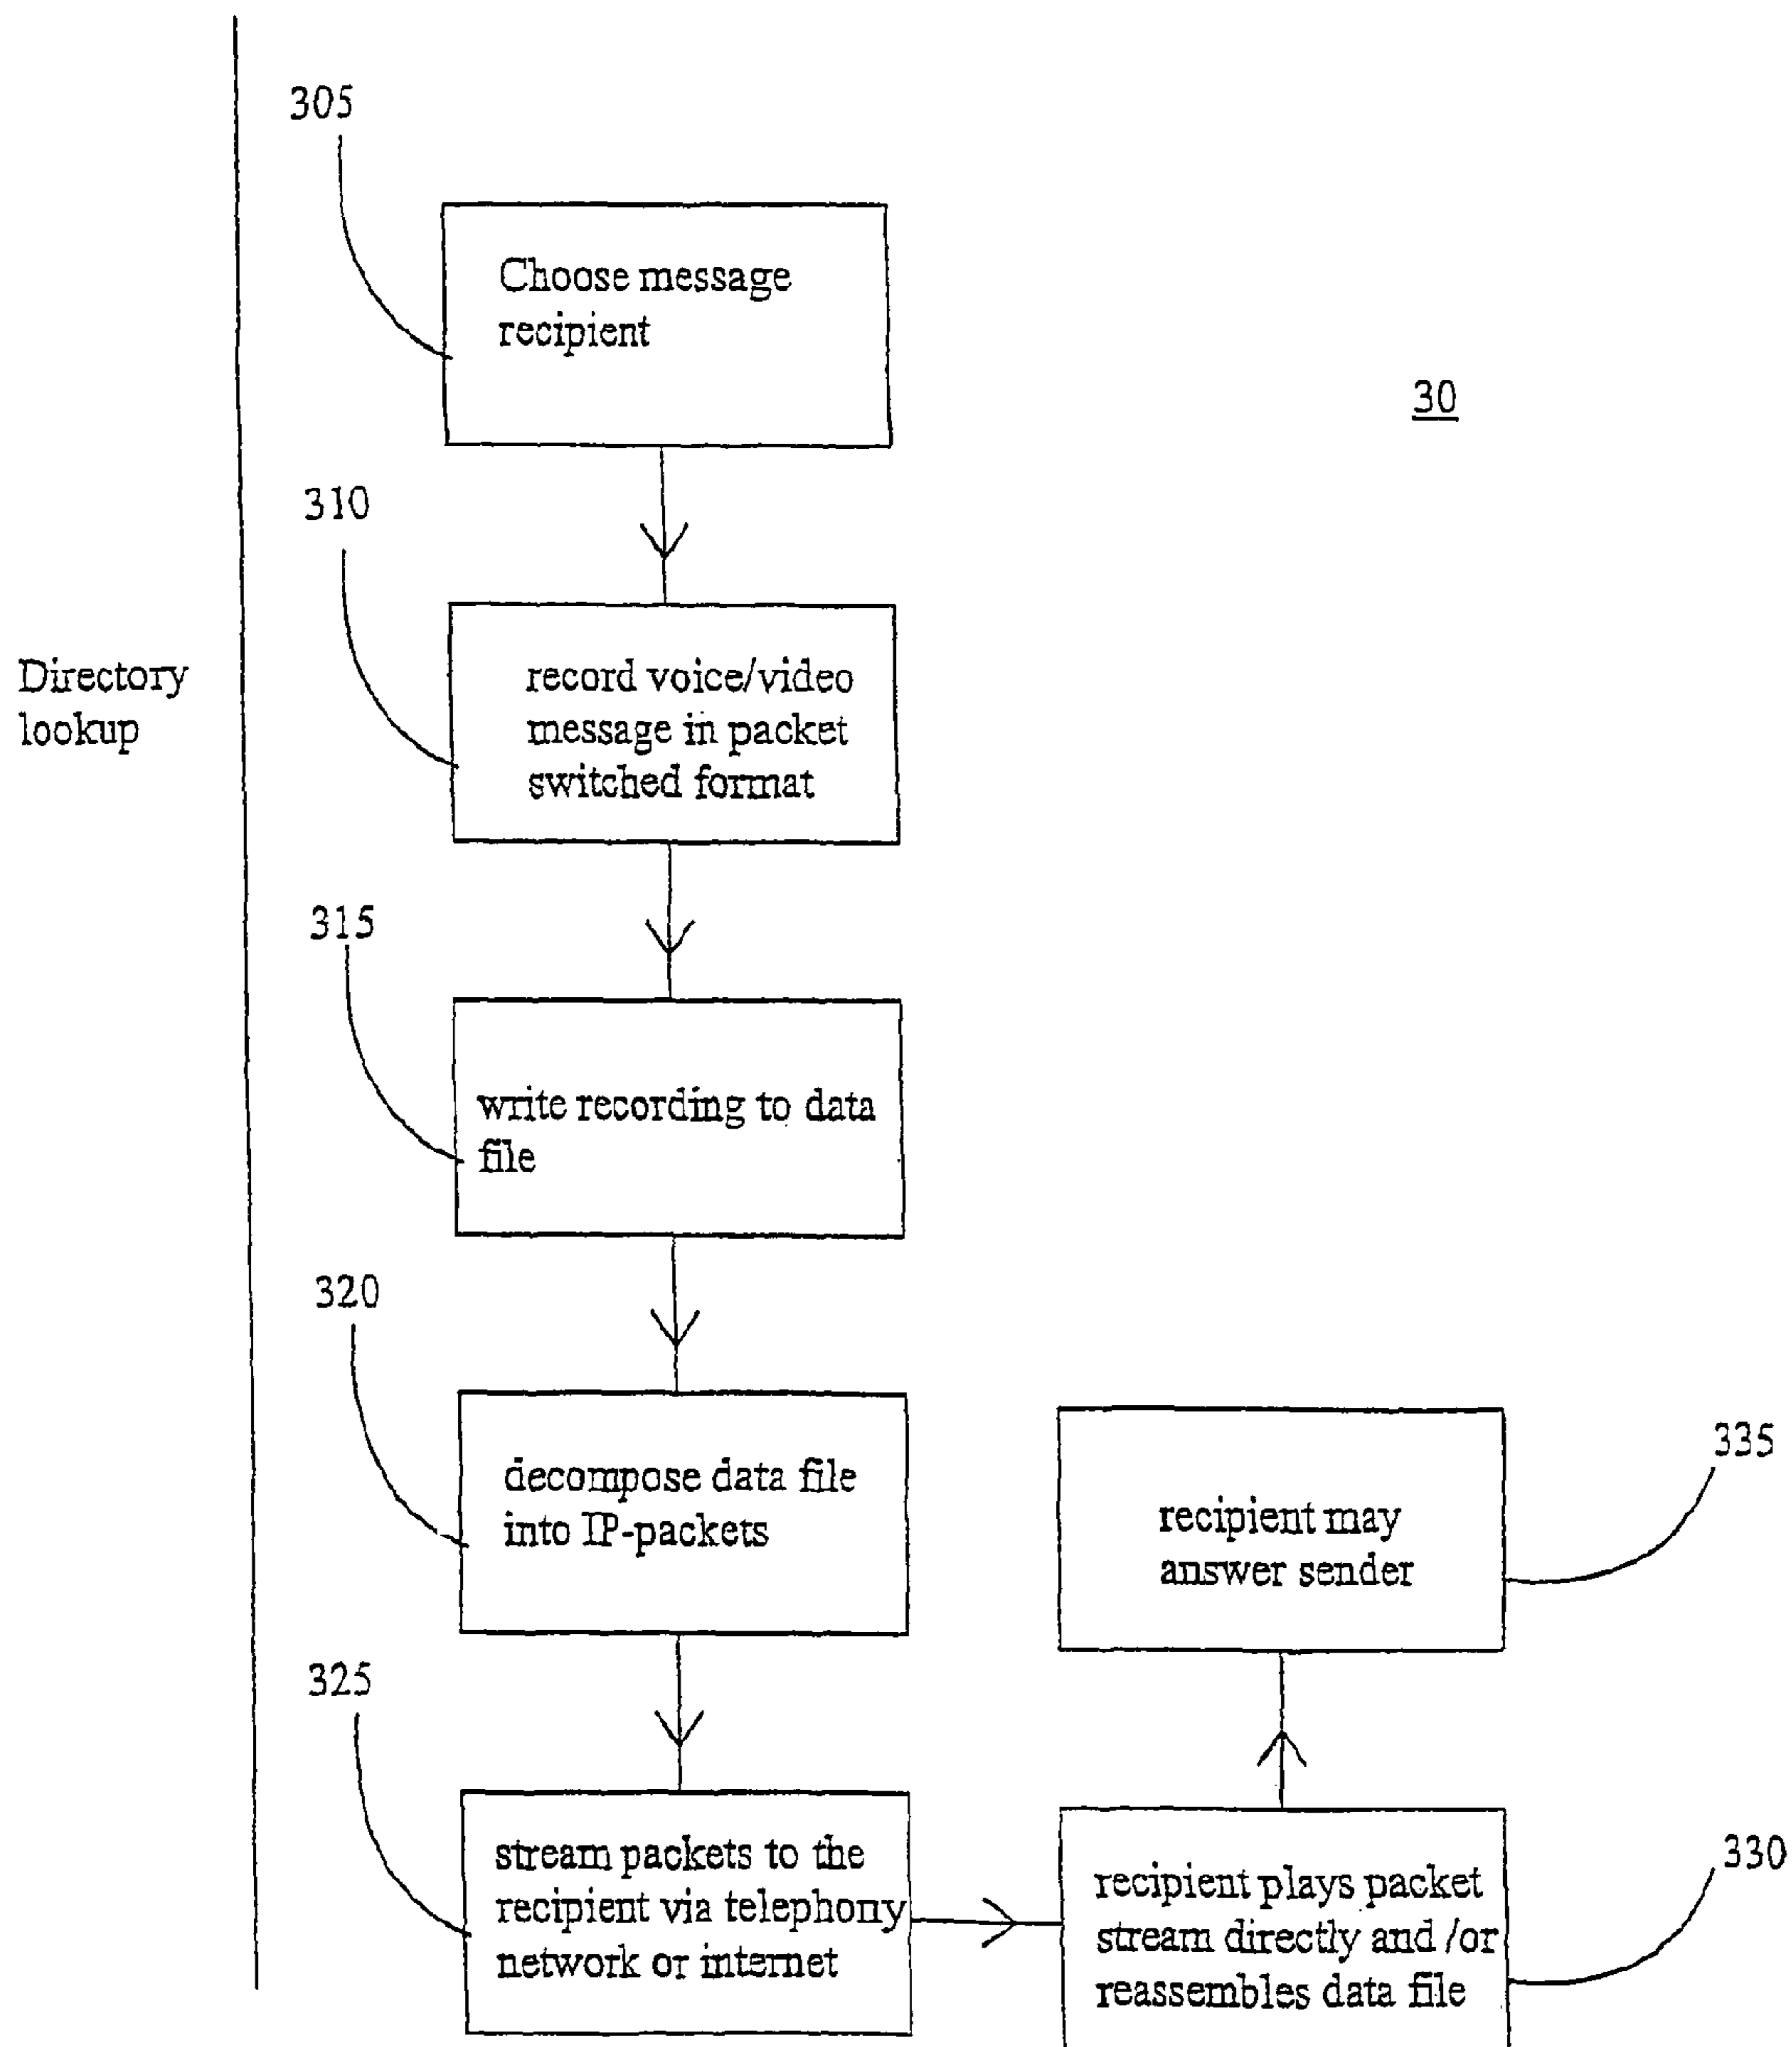 305
Choose message
recipient
30
310
Directory
lookup
record voice/video
message in packet
switched format
315
write recording to data
file
320
decompose data file
into IP-packets
335
recipient may
answer sender
325
stream packets to the
recipient via telephony
network or internet
330
recipient plays packet
stream directly and /or
reassembles data file